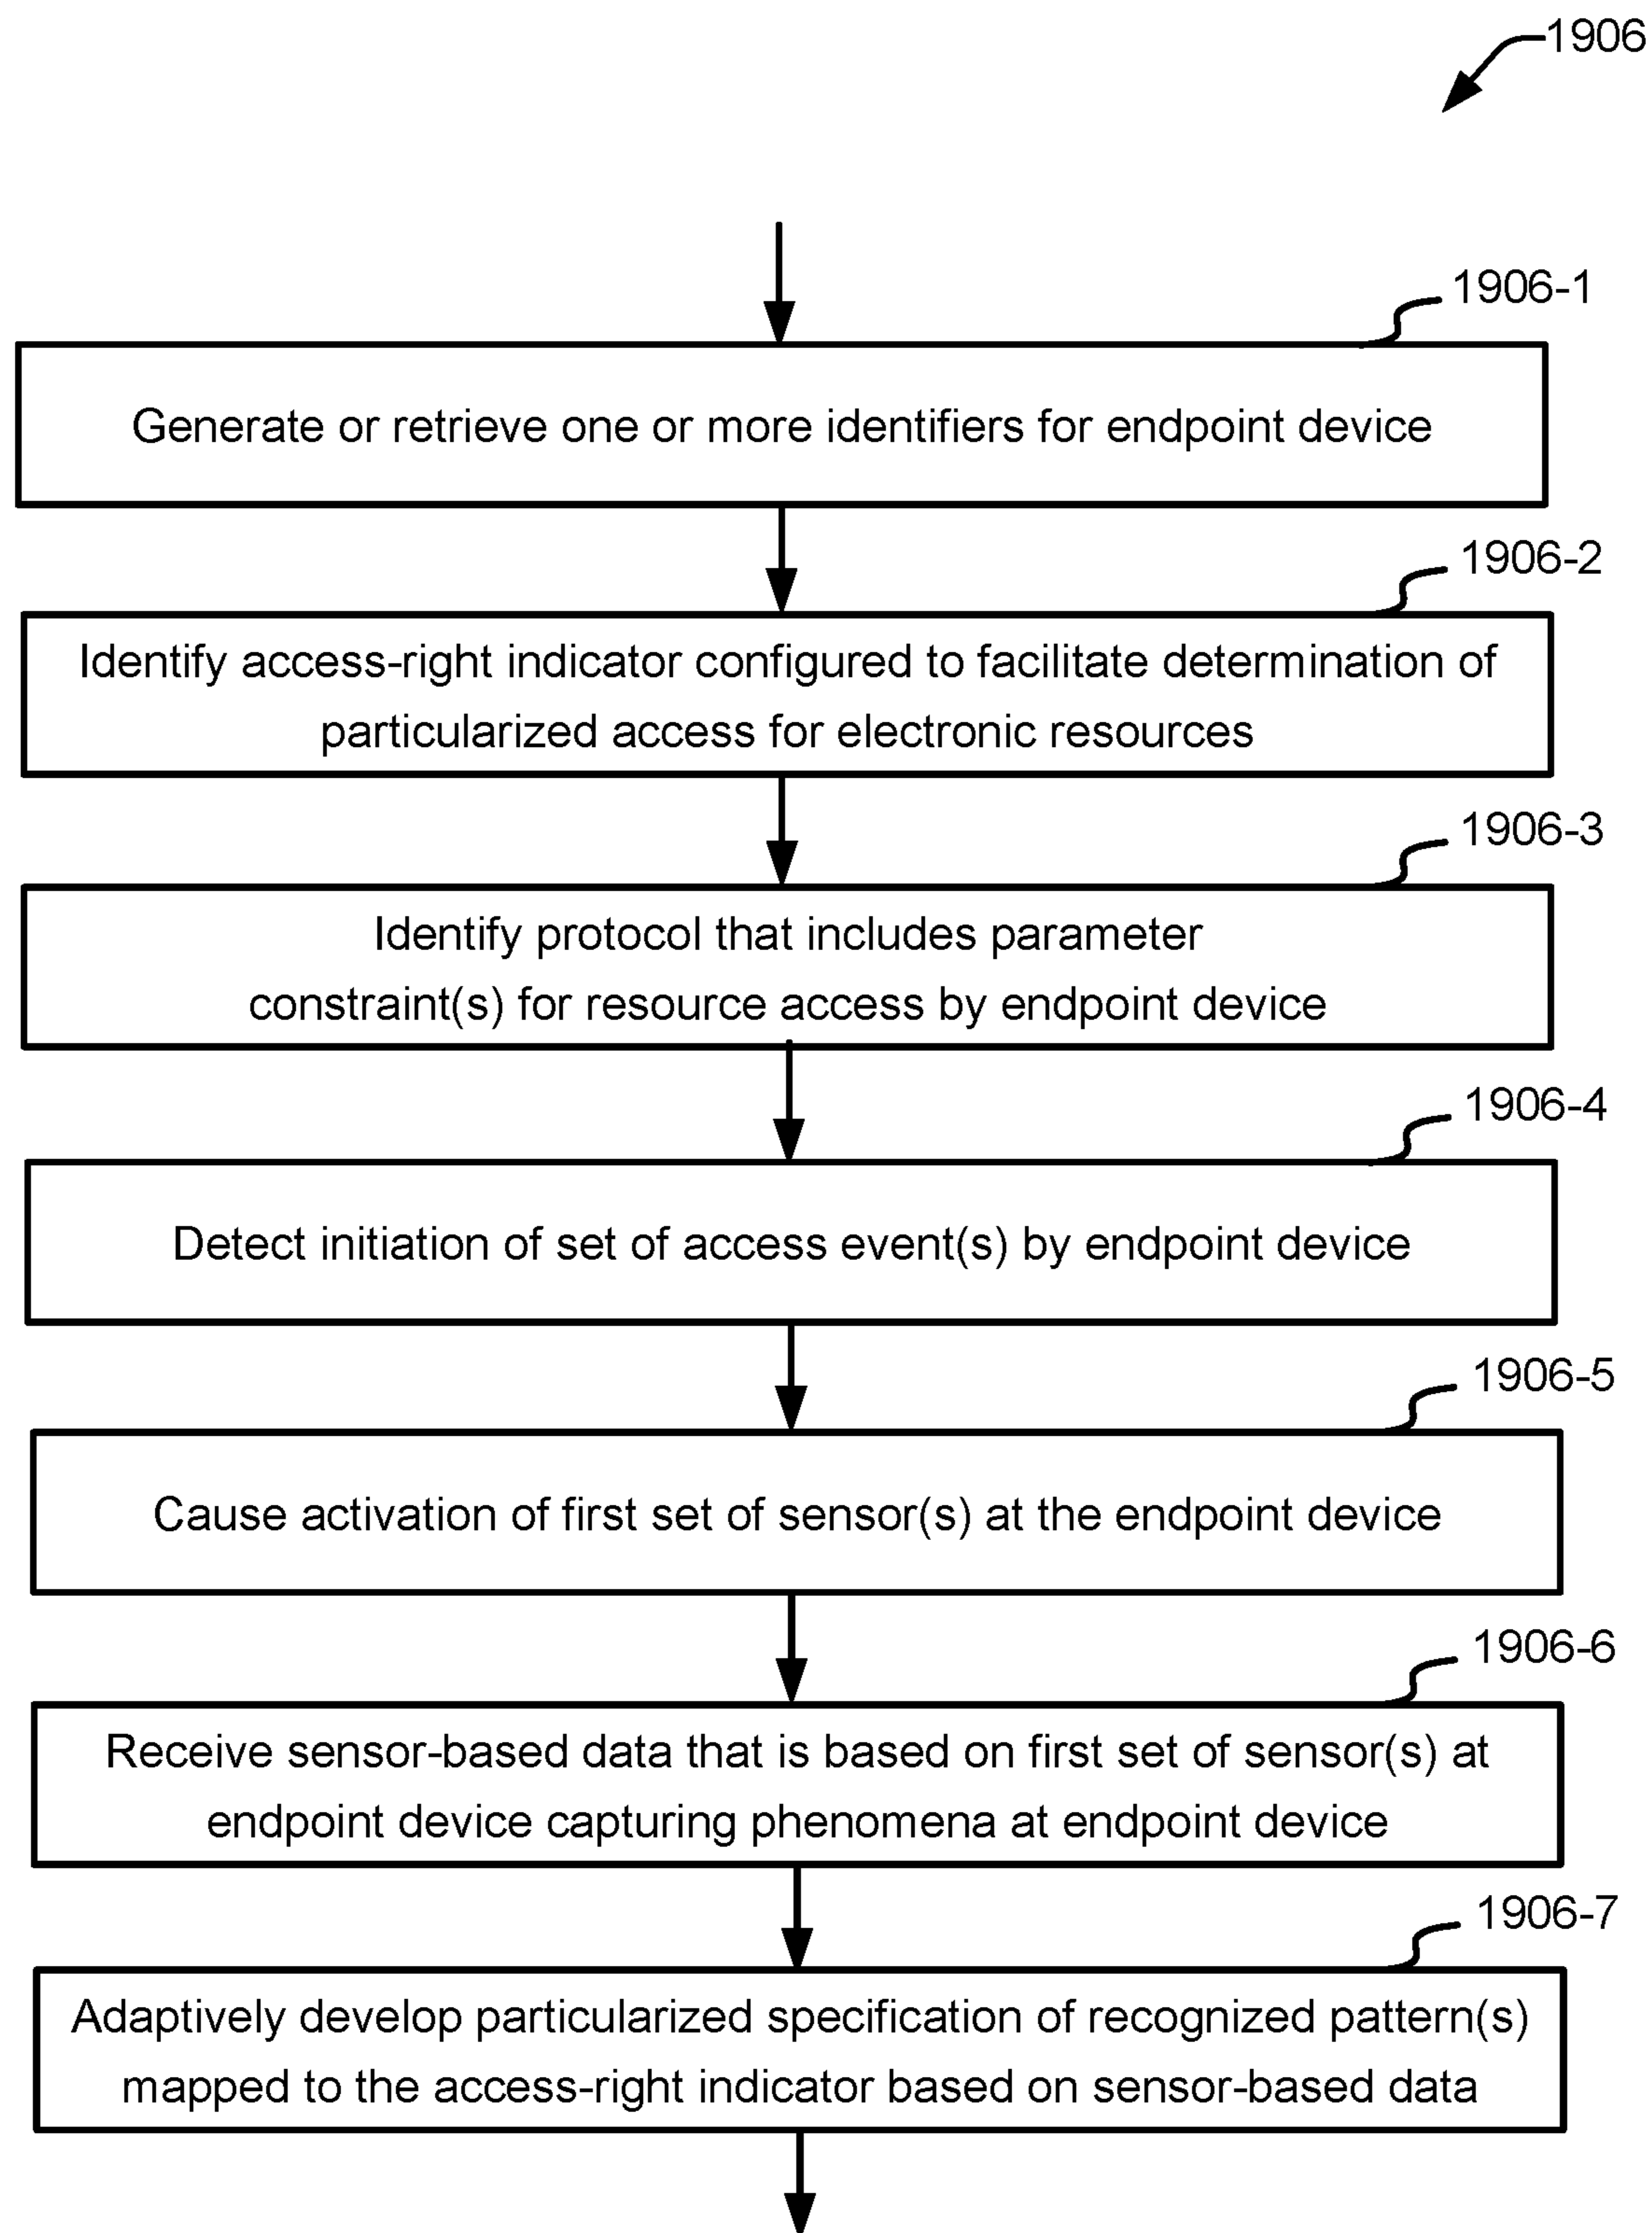 1906
1906-1
Generate or retrieve one or more identifiers for endpoint device
1906-2
Identify access-right indicator configured to facilitate determination of
particularized access for electronic resources
1906-3
Identify protocol that includes parameter
constraint(s) for resource access by endpoint device
1906-4
Detect initiation of set of access event(s) by endpoint device
1906-5
Cause activation of first set of sensor(s) at the endpoint device
1906-6
Receive sensor-based data that is based on first set of sensor(s) at
endpoint device capturing phenomena at endpoint device
1906-7
Adaptively develop particularized specification of recognized pattern(s)
mapped to the access-right indicator based on sensor-based data